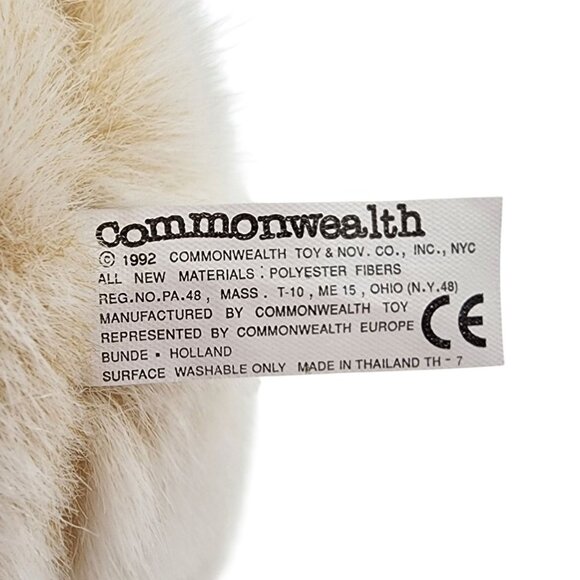 commonwealth
© 1992 COMMONWEALTH TOY & NOV. CO., INC., NYC
ALL NEW MATERIALS : POLYESTER FIBERS
REG.NO.PA.48, MASS. T-10, ME 15, OHIO (N.Y.48)
MANUFACTURED BY COMMONWEALTH TOY
REPRESENTED BY COMMONWEALTH EUROPE
BUNDE • HOLLAND
SURFACE WASHABLE ONLY MADE IN THAILAND TH - 7
CE